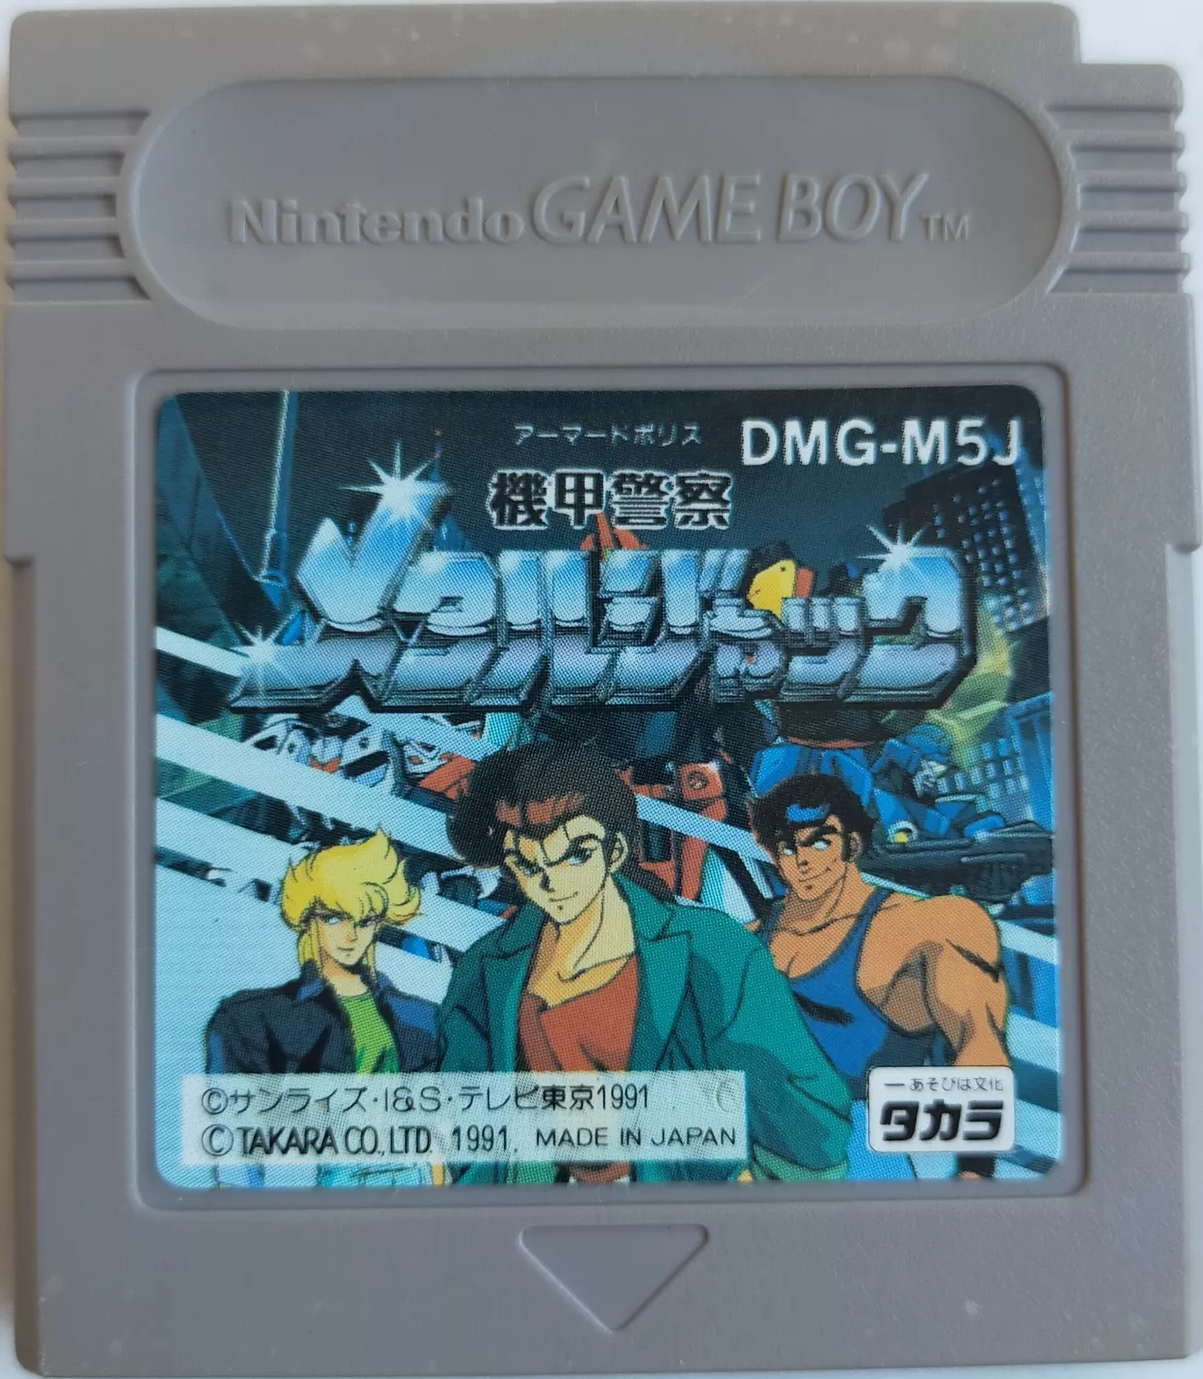 Nintendo GAME BOY TM
アーマードポリス
DMG-M5J
機甲警察
メタルジャック
©サンライズ・I&S・テレビ東京1991
© TAKARA CO.,LTD. 1991. MADE IN JAPAN
ーあそびは文化
タカラ